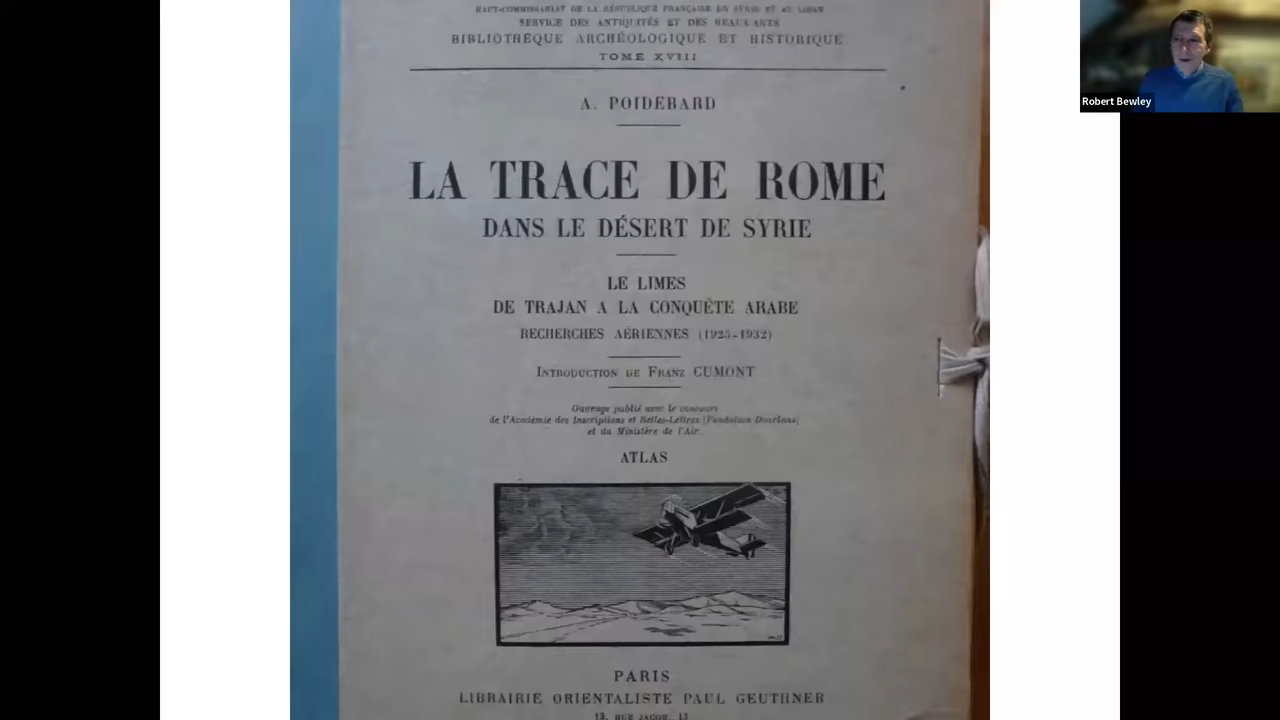 HAUT-COMMISSARIAT DE LA RÉPUBLIQUE FRANÇAISE EN SYRIE ET AU LIBAN
SERVICE DES ANTIQUITÉS ET DES BEAUX-ARTS
BIBLIOTHÈQUE ARCHÉOLOGIQUE ET HISTORIQUE
TOME XVIII
A. POIDEBARD
LA TRACE DE ROME
DANS LE DÉSERT DE SYRIE
LE LIMES
DE TRAJAN A LA CONQUÊTE ARABE
RECHERCHES AÉRIENNES (1925-1932)
INTRODUCTION DE FRANZ CUMONT
Ouvrage publié avec le concours
de l'Académie des Inscriptions et Belles-Lettres (Fondation Dourlans)
et du Ministère de l'Air
ATLAS
PARIS
LIBRAIRIE ORIENTALISTE PAUL GEUTHNER
13, RUE JACOB, 13
Robert Bewley